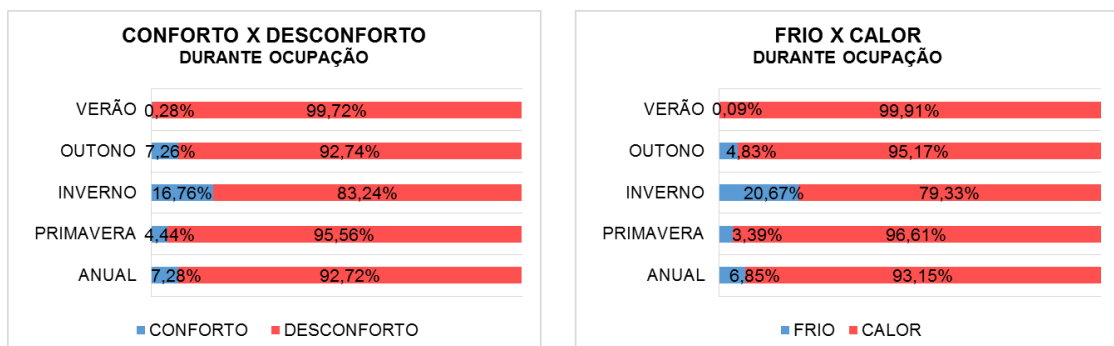 CONFORTO X DESCONFORTO
DURANTE OCUPAÇÃO
VERÃO 0,28% 99,72%
OUTONO 7,26% 92,74%
INVERNO 16,76% 83,24%
PRIMAVERA 4,44% 95,56%
ANUAL 7,28% 92,72%
CONFORTO DESCONFORTO
FRIO X CALOR
DURANTE OCUPAÇÃO
VERÃO 0,09% 99,91%
OUTONO 4,83% 95,17%
INVERNO 20,67% 79,33%
PRIMAVERA 3,39% 96,61%
ANUAL 6,85% 93,15%
FRIO CALOR